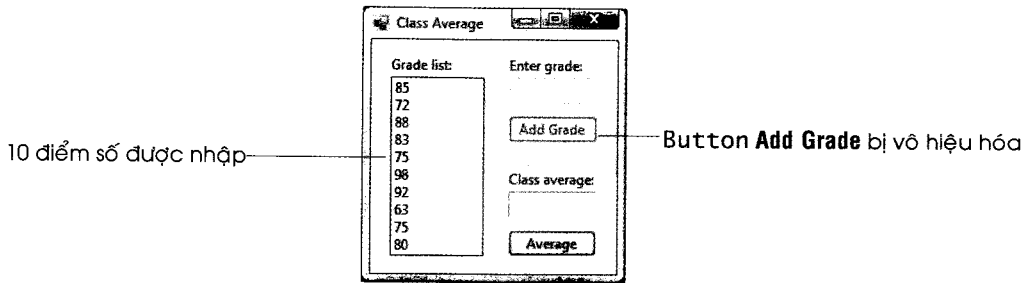 Class Average
Grade list:
Enter grade:
85
72
88
83
75
98
92
63
75
80
Add Grade
Class average:
Average
10 điểm số được nhập
Button Add Grade bị vô hiệu hóa